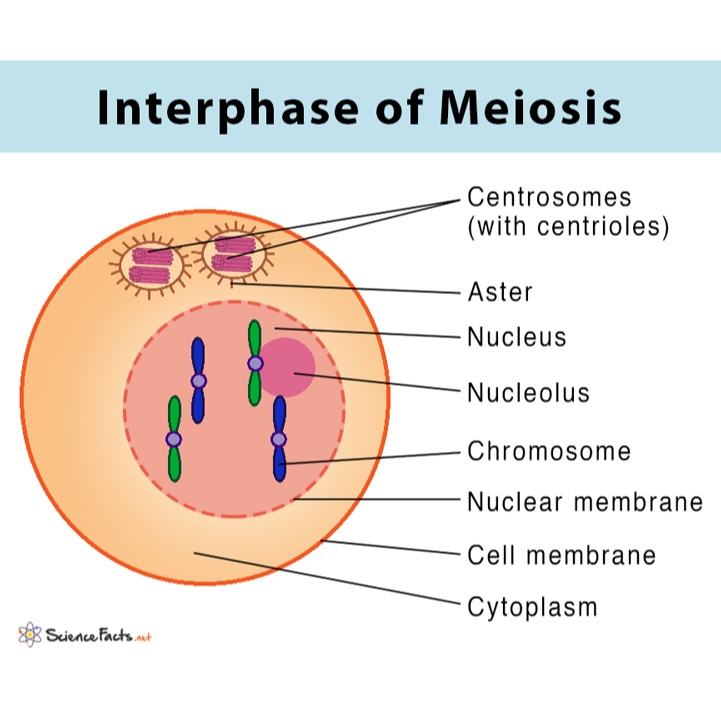 Interphase of Meiosis
Centrosomes
(with centrioles)
Aster
Nucleus
Nucleolus
Chromosome
Nuclear membrane
Cell membrane
Cytoplasm
ScienceFacts.net